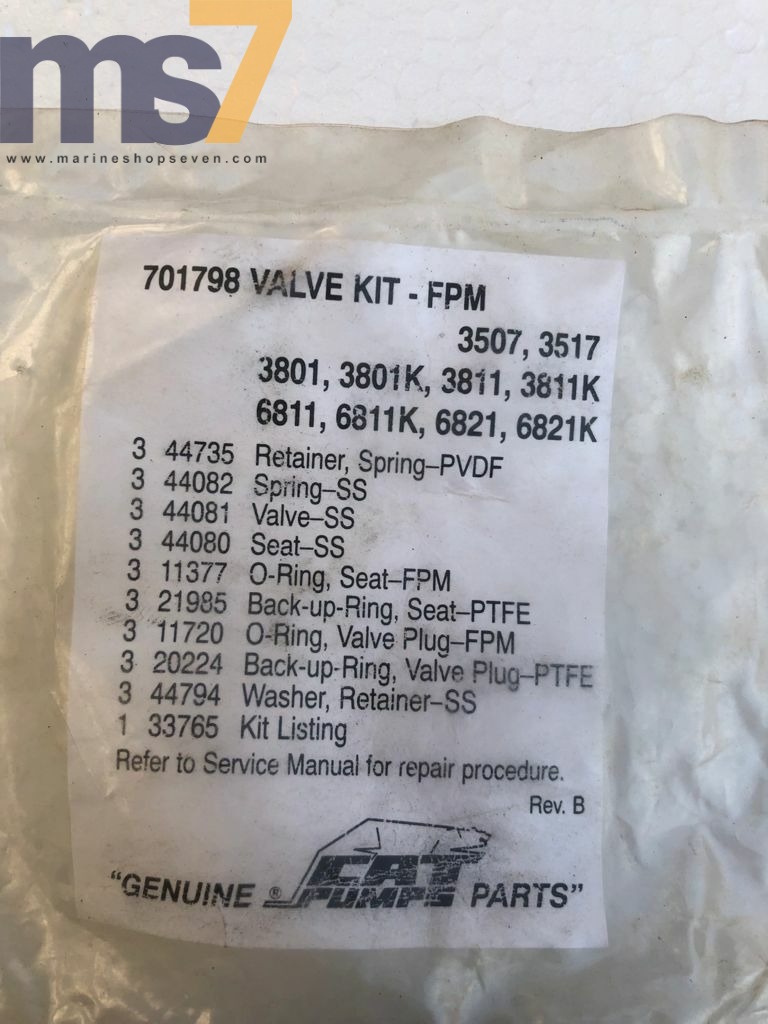 ms7
www.marineshopseven.com
701798 VALVE KIT - FPM
3507, 3517
3801, 3801K, 3811, 3811K
6811, 6811K, 6821, 6821K
3 44735 Retainer, Spring–PVDF
3 44082 Spring–SS
3 44081 Valve–SS
3 44080 Seat–SS
3 11377 O-Ring, Seat–FPM
3 21985 Back-up-Ring, Seat–PTFE
3 11720 O-Ring, Valve Plug–FPM
3 20224 Back-up-Ring, Valve Plug–PTFE
3 44794 Washer, Retainer–SS
1 33765 Kit Listing
Refer to Service Manual for repair procedure.
Rev. B
CAT
"GENUINE ® PUMPS PARTS"